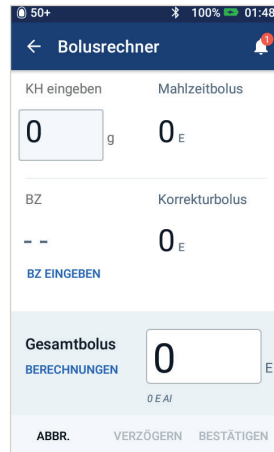 50+ 100% 01:48
Bolusrechner 1
KH eingeben Mahlzeitbolus
0 g 0 E
BZ Korrekturbolus
-- 0 E
BZ EINGEBEN
Gesamtbolus 0 E
BERECHNUNGEN
0 E AI
ABBR. VERZÖGERN BESTÄTIGEN